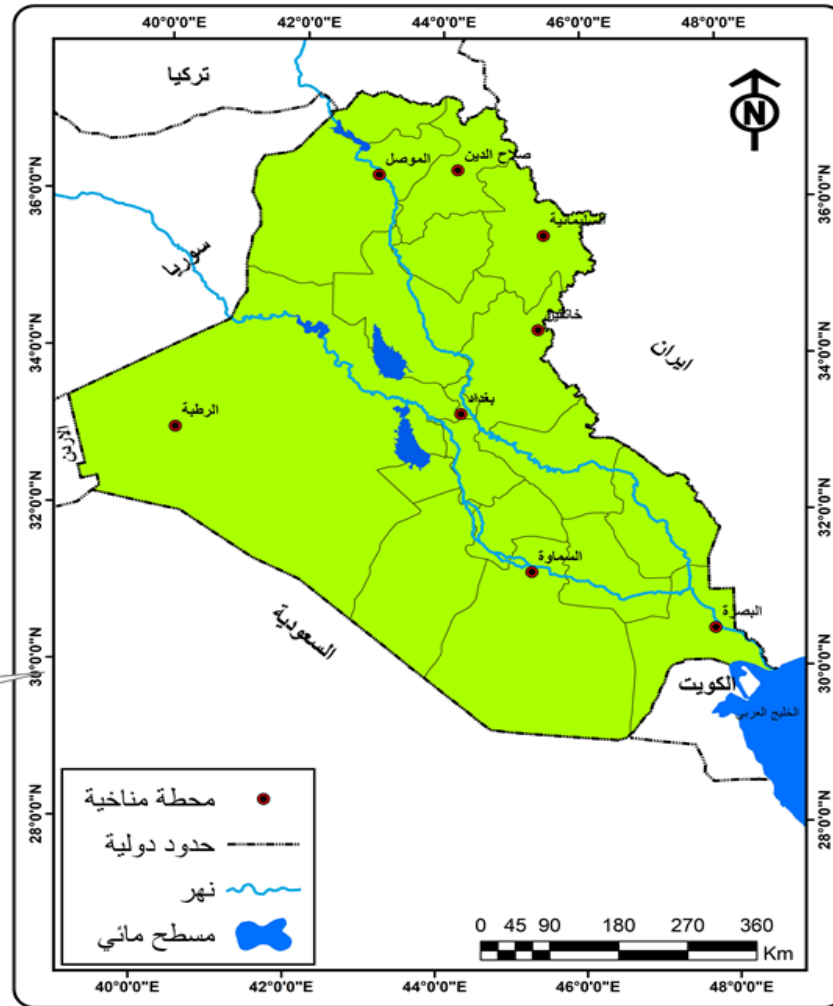 40°0'0"E 42°0'0"E 44°0'0"E 46°0'0"E 48°0'0"E
تركيا
N
صلاح الدين
الموصل
36°0'0"N
36°0'0"N
السليمانية
سوريا
خانقين
34°0'0"N
34°0'0"N
ايران
بغداد
الرطبة
الاردن
32°0'0"N
32°0'0"N
السماوة
البصرة
السعودية
30°0'0"N
30°0'0"N
الكويت
الخليج العربي
محطة مناخية
حدود دولية
نهر
مسطح مائي
28°0'0"N
28°0'0"N
0 45 90 180 270 360
Km
40°0'0"E 42°0'0"E 44°0'0"E 46°0'0"E 48°0'0"E